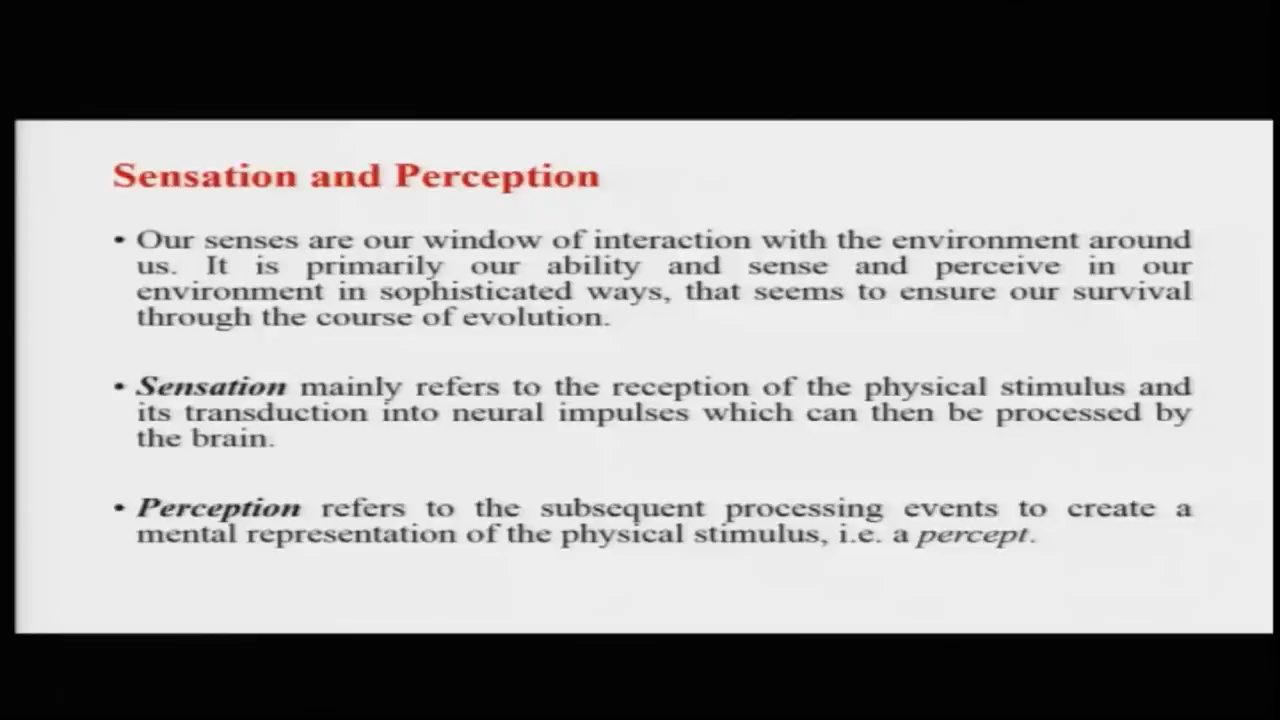 Sensation and Perception
• Our senses are our window of interaction with the environment around
us. It is primarily our ability and sense and perceive in our
environment in sophisticated ways, that seems to ensure our survival
through the course of evolution.
• Sensation mainly refers to the reception of the physical stimulus and
its transduction into neural impulses which can then be processed by
the brain.
• Perception refers to the subsequent processing events to create a
mental representation of the physical stimulus, i.e. a percept.